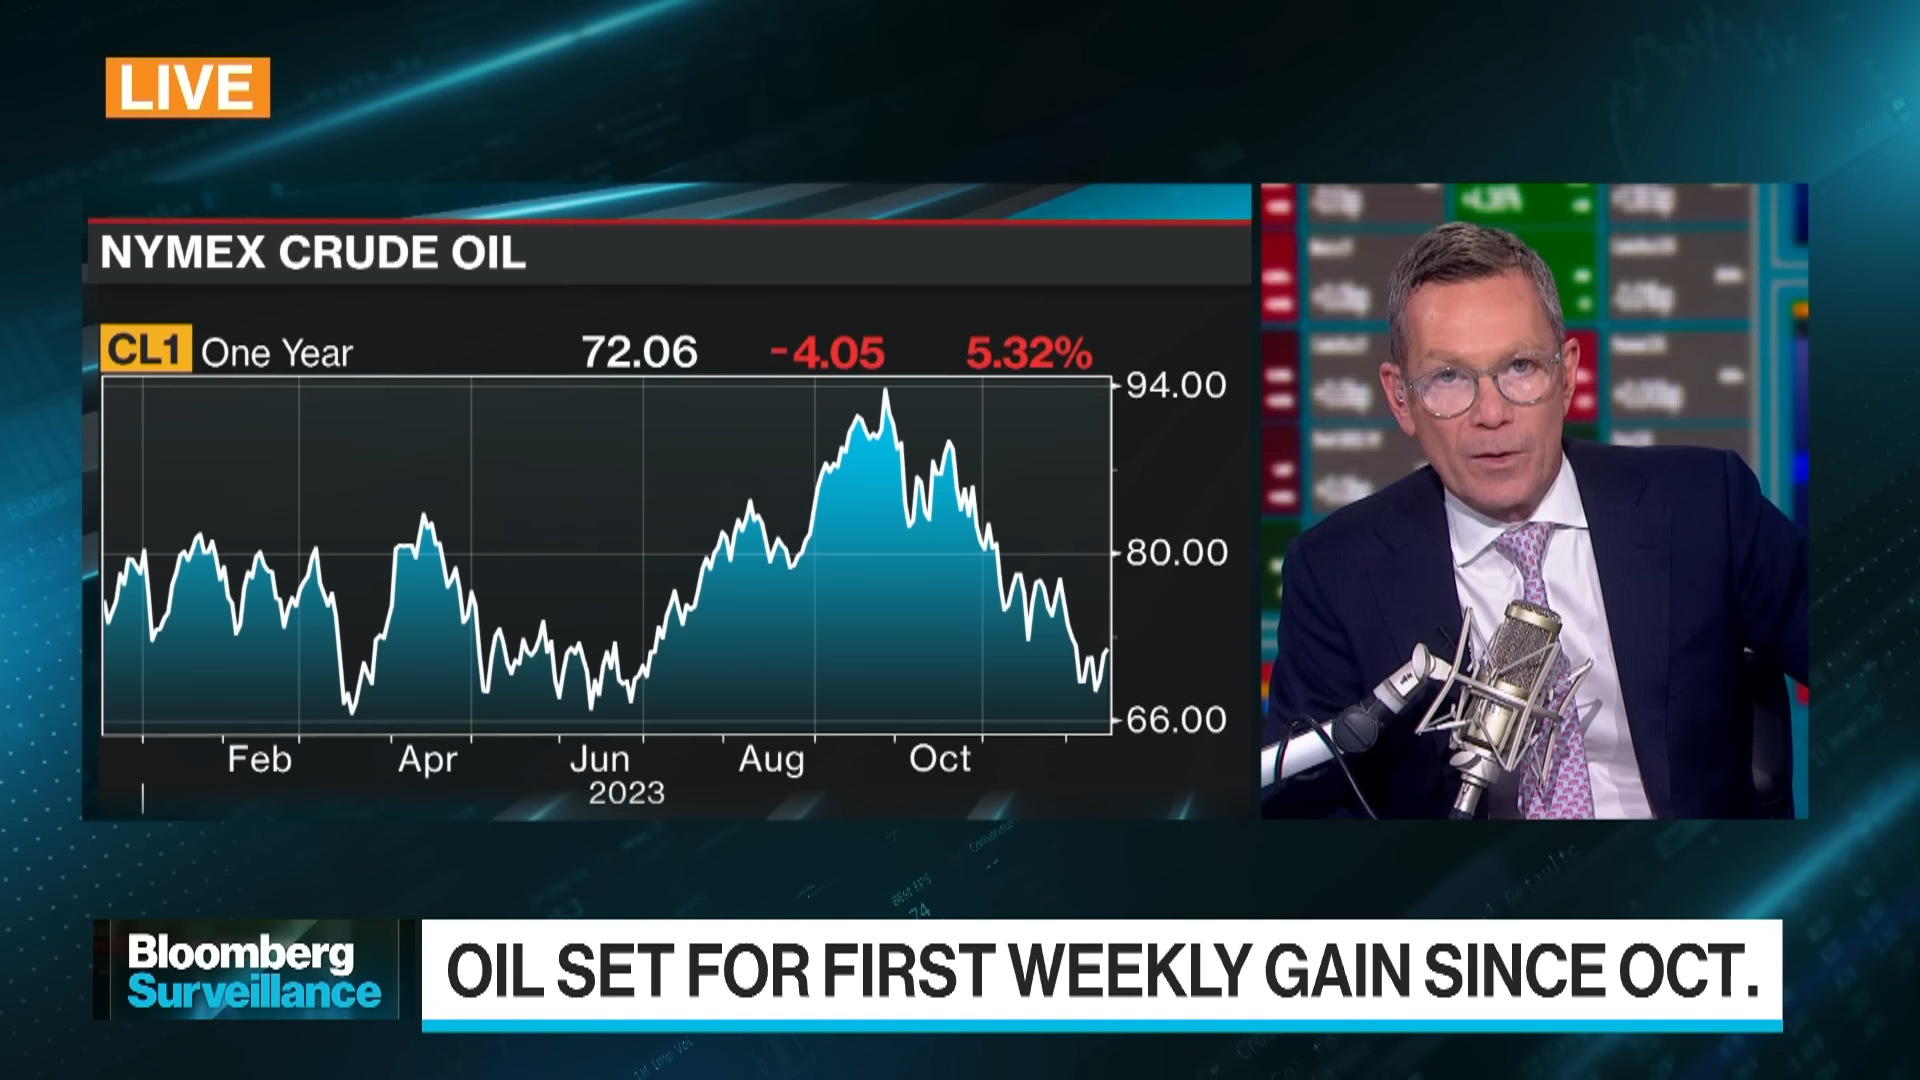 LIVE
NYMEX CRUDE OIL
CL1 One Year 72.06 -4.05 5.32%
94.00
80.00
66.00
Feb Apr Jun Aug Oct
2023
Bloomberg
Surveillance
OIL SET FOR FIRST WEEKLY GAIN SINCE OCT.